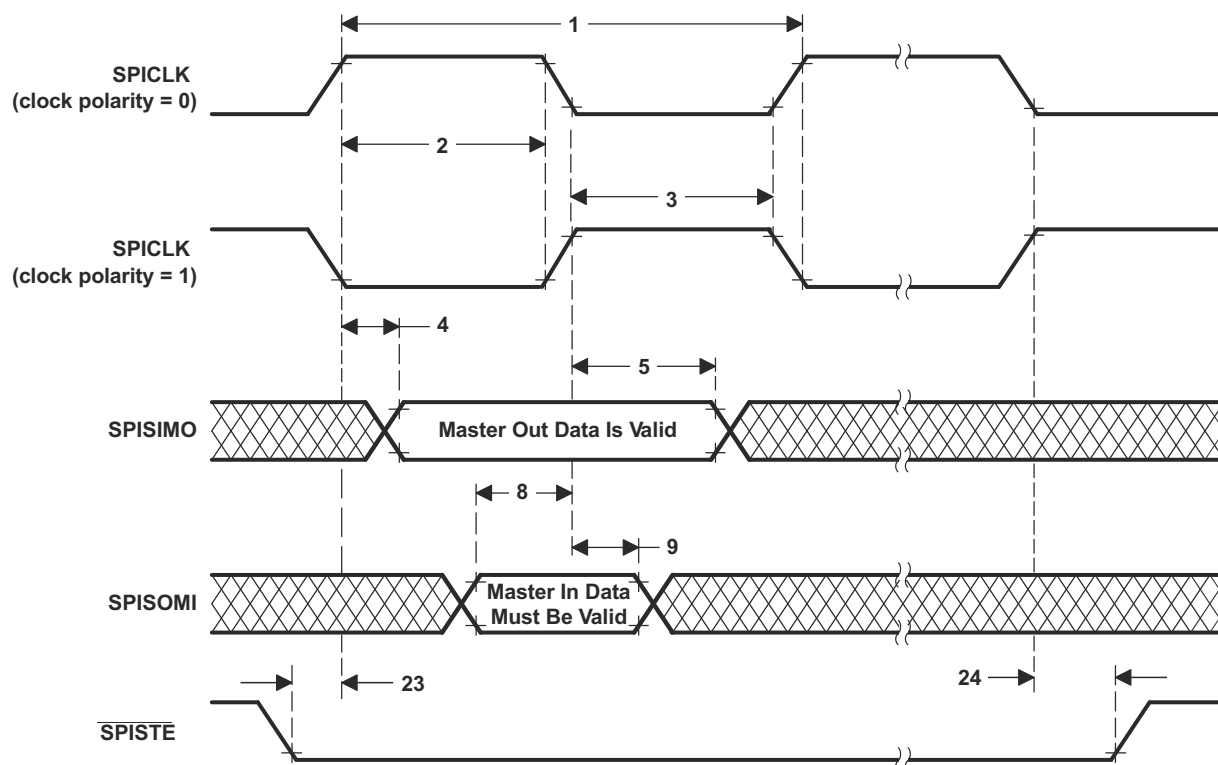 1
SPICLK
(clock polarity = 0)
2
3
SPICLK
(clock polarity = 1)
4
5
SPISIMO
Master Out Data Is Valid
8
9
SPISOMI
Master In Data
Must Be Valid
23
24
SPISTE